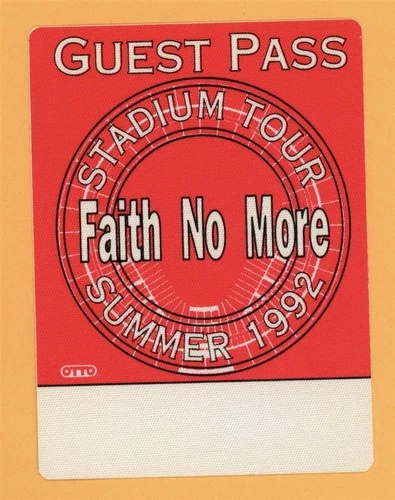 GUEST PASS
STADIUM TOUR
Faith No More
SUMMER 1992
OTTO